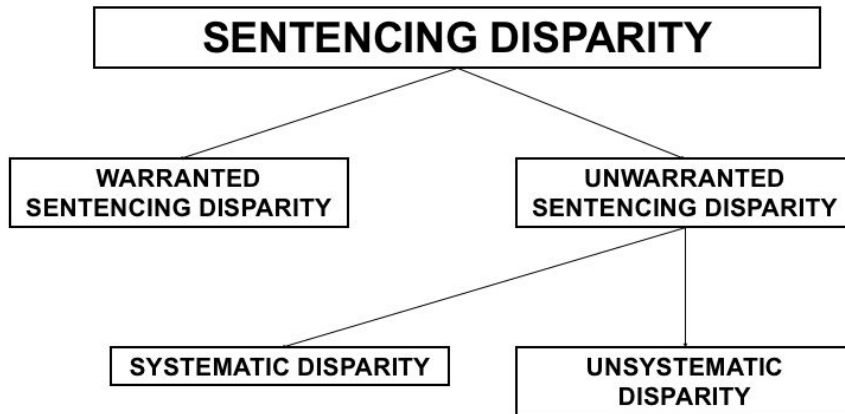 SENTENCING DISPARITY
WARRANTED
SENTENCING DISPARITY
UNWARRANTED
SENTENCING DISPARITY
SYSTEMATIC DISPARITY
UNSYSTEMATIC
DISPARITY